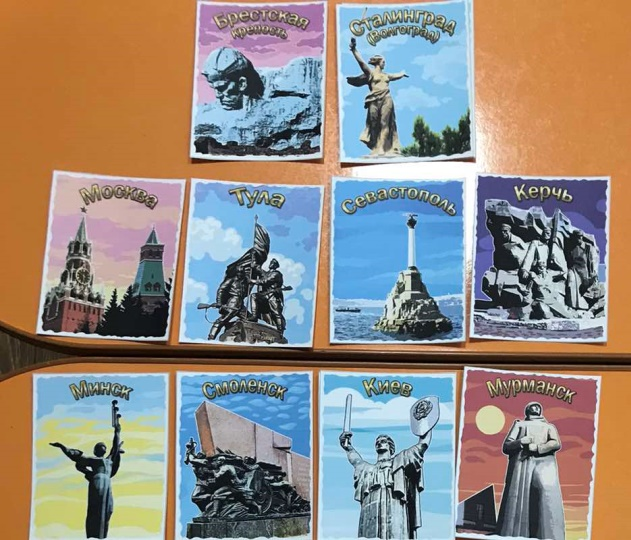 Брестская
крепость
Сталинград
(Волгоград)
Москва
Тула
Севастополь
Керчь
Минск
Смоленск
Киев
Мурманск